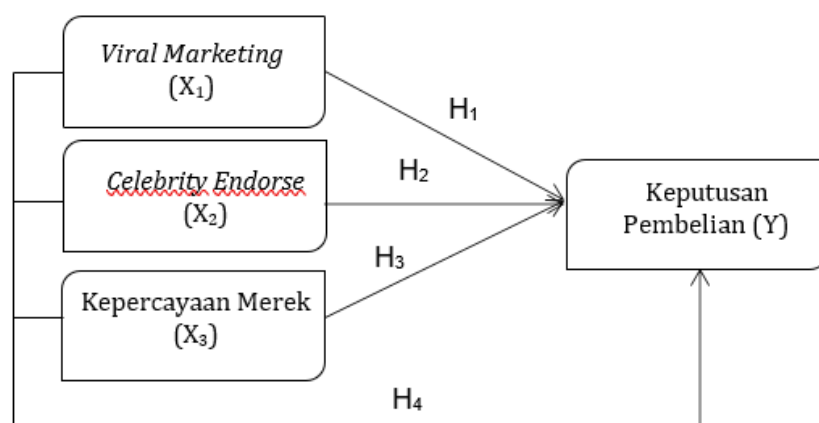 Viral Marketing
(X₁)
H₁
Celebrity Endorse
(X₂)
H₂
Keputusan
Pembelian (Y)
H₃
Kepercayaan Merek
(X₃)
H₄